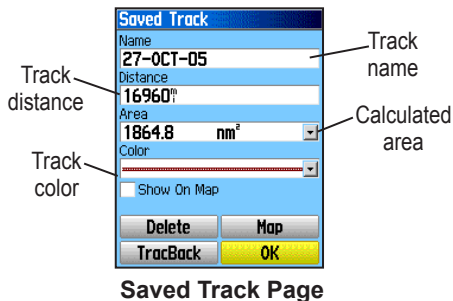 Saved Track
Name
27-OCT-05
Distance
16960m
Area
1864.8 nm²
Color
Show On Map
Delete Map
TracBack OK
Track name
Track distance
Calculated area
Track color
Saved Track Page